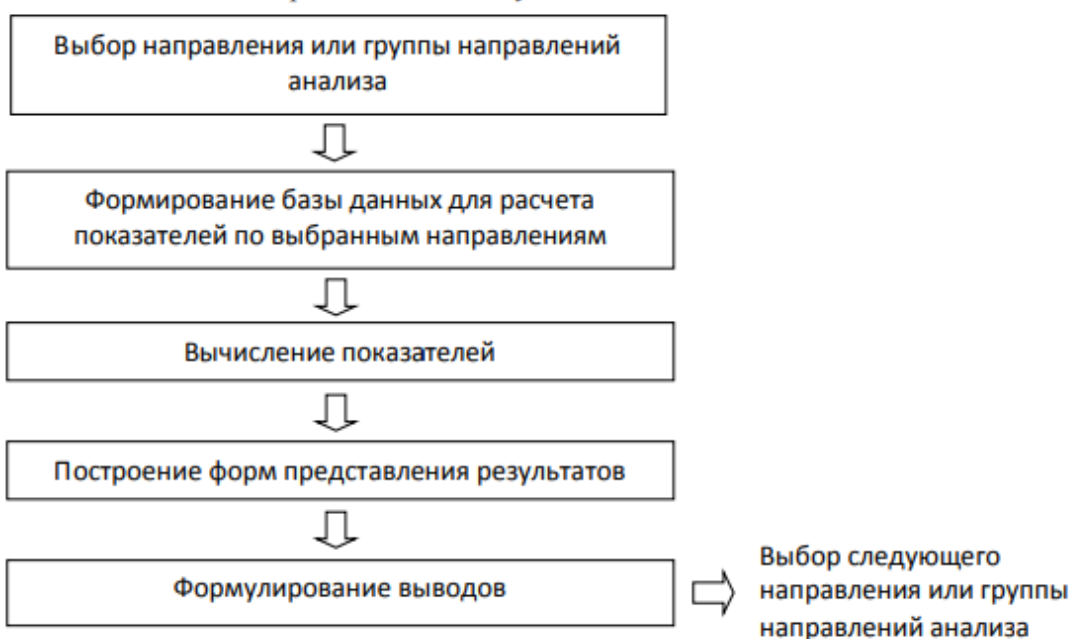 Выбор направления или группы направлений
анализа
Формирование базы данных для расчета
показателей по выбранным направлениям
Вычисление показателей
Построение форм представления результатов
Формулирование выводов
Выбор следующего
направления или группы
направлений анализа